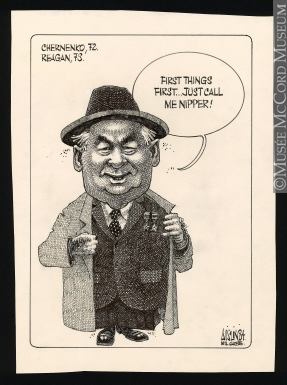 CHERNENKO, 72.
REAGAN, 73.
FIRST THINGS
FIRST... JUST CALL
ME NIPPER!
© Musée McCord Museum